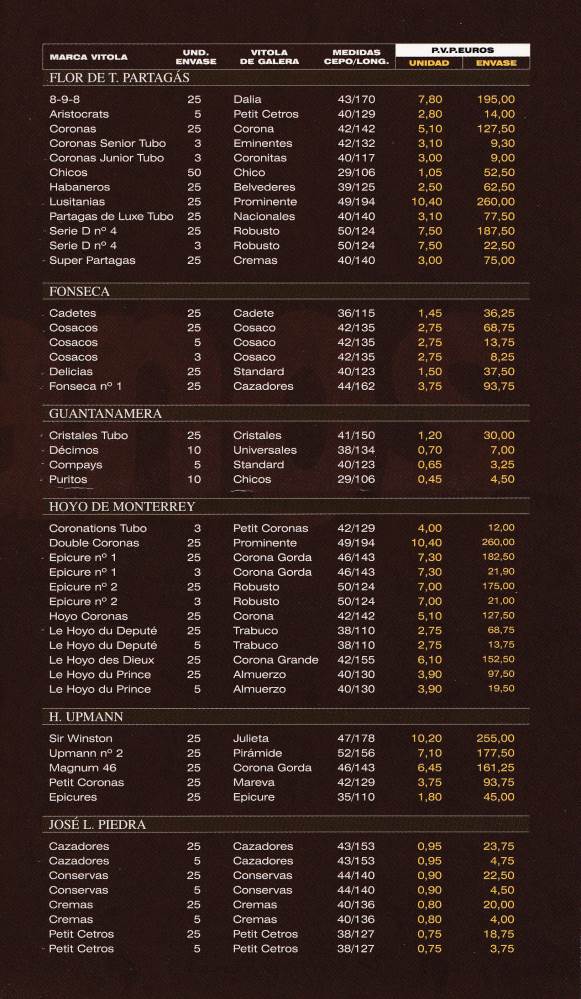 MARCA VITOLA UND. ENVASE VITOLA DE GALERA MEDIDAS CEPO/LONG. P.V.P.EUROS UNIDAD ENVASE
FLOR DE T. PARTAGÁS
8-9-8 25 Dalia 43/170 7,80 195,00
Aristocrats 5 Petit Cetros 40/129 2,80 14,00
Coronas 25 Corona 42/142 5,10 127,50
Coronas Senior Tubo 3 Eminentes 42/132 3,10 9,30
Coronas Junior Tubo 3 Coronitas 40/117 3,00 9,00
Chicos 50 Chico 29/106 1,05 52,50
Habaneros 25 Belvederes 39/125 2,50 62,50
Lusitanias 25 Prominente 49/194 10,40 260,00
Partagas de Luxe Tubo 25 Nacionales 40/140 3,10 77,50
Serie D nº 4 25 Robusto 50/124 7,50 187,50
Serie D nº 4 3 Robusto 50/124 7,50 22,50
Super Partagas 25 Cremas 40/140 3,00 75,00
FONSECA
Cadetes 25 Cadete 36/115 1,45 36,25
Cosacos 25 Cosaco 42/135 2,75 68,75
Cosacos 5 Cosaco 42/135 2,75 13,75
Cosacos 3 Cosaco 42/135 2,75 8,25
Delicias 25 Standard 40/123 1,50 37,50
Fonseca nº 1 25 Cazadores 44/162 3,75 93,75
GUANTANAMERA
Cristales Tubo 25 Cristales 41/150 1,20 30,00
Décimos 10 Universales 38/134 0,70 7,00
Compays 5 Standard 40/123 0,65 3,25
Puritos 10 Chicos 29/106 0,45 4,50
HOYO DE MONTERREY
Coronations Tubo 3 Petit Coronas 42/129 4,00 12,00
Double Coronas 25 Prominente 49/194 10,40 260,00
Epicure nº 1 25 Corona Gorda 46/143 7,30 182,50
Epicure nº 1 3 Corona Gorda 46/143 7,30 21,90
Epicure nº 2 25 Robusto 50/124 7,00 175,00
Epicure nº 2 3 Robusto 50/124 7,00 21,00
Hoyo Coronas 25 Corona 42/142 5,10 127,50
Le Hoyo du Deputé 25 Trabuco 38/110 2,75 68,75
Le Hoyo du Deputé 5 Trabuco 38/110 2,75 13,75
Le Hoyo des Dieux 25 Corona Grande 42/155 6,10 152,50
Le Hoyo du Prince 25 Almuerzo 40/130 3,90 97,50
Le Hoyo du Prince 5 Almuerzo 40/130 3,90 19,50
H. UPMANN
Sir Winston 25 Julieta 47/178 10,20 255,00
Upmann nº 2 25 Pirámide 52/156 7,10 177,50
Magnum 46 25 Corona Gorda 46/143 6,45 161,25
Petit Coronas 25 Mareva 42/129 3,75 93,75
Epicures 25 Epicure 35/110 1,80 45,00
JOSÉ L. PIEDRA
Cazadores 25 Cazadores 43/153 0,95 23,75
Cazadores 5 Cazadores 43/153 0,95 4,75
Conservas 25 Conservas 44/140 0,90 22,50
Conservas 5 Conservas 44/140 0,90 4,50
Cremas 25 Cremas 40/136 0,80 20,00
Cremas 5 Cremas 40/136 0,80 4,00
Petit Cetros 25 Petit Cetros 38/127 0,75 18,75
Petit Cetros 5 Petit Cetros 38/127 0,75 3,75